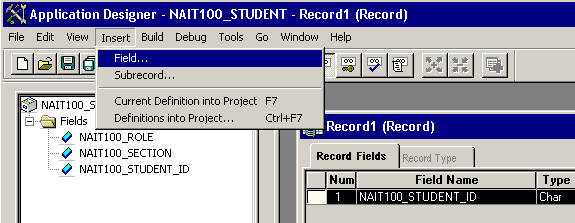 Application Designer - NAIT100_STUDENT - Record1 (Record)
File Edit View Insert Build Debug Tools Go Window Help
Field...
Subrecord...
Current Definition into Project F7
Definitions into Project... Ctrl+F7
NAIT100_S
Fields
NAIT100_ROLE
NAIT100_SECTION
NAIT100_STUDENT_ID
Record1 (Record)
Record Fields Record Type
Num Field Name Type
1 NAIT100_STUDENT_ID Char